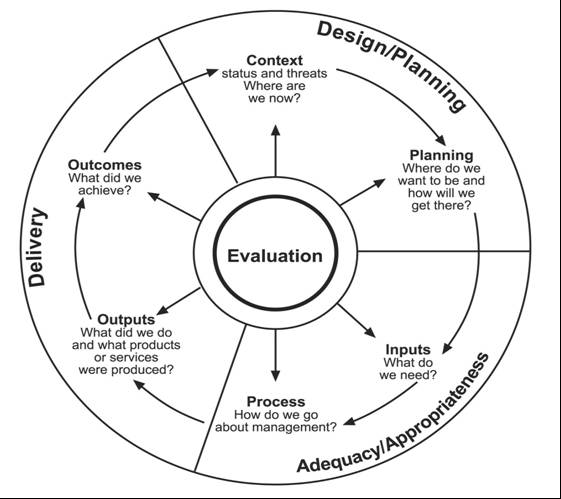 Design/Planning
Context
status and threats
Where are
we now?
Planning
Where do we
want to be and
how will we
get there?
Inputs
What do
we need?
Adequacy/Appropriateness
Process
How do we go
about management?
Outputs
What did we do
and what products
or services
were produced?
Delivery
Outcomes
What did we
achieve?
Evaluation